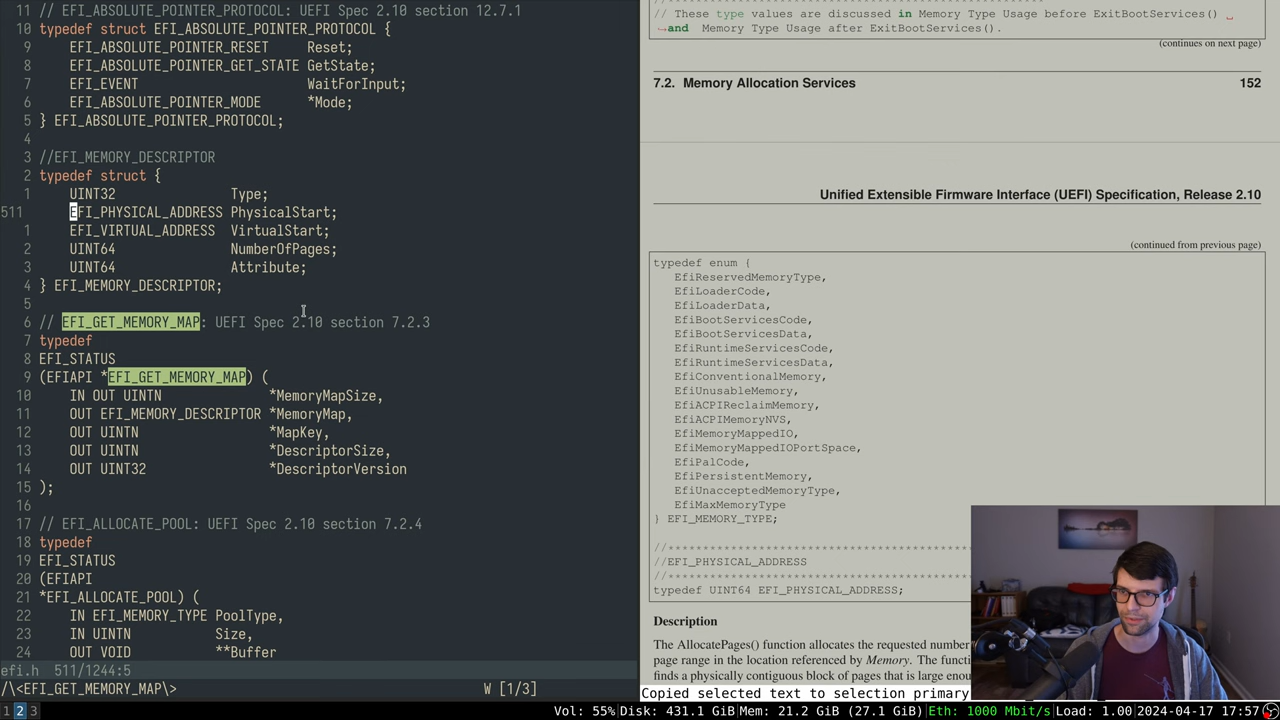 11 // EFI_ABSOLUTE_POINTER_PROTOCOL: UEFI Spec 2.10 section 12.7.1
10 typedef struct EFI_ABSOLUTE_POINTER_PROTOCOL {
9 EFI_ABSOLUTE_POINTER_RESET Reset;
8 EFI_ABSOLUTE_POINTER_GET_STATE GetState;
7 EFI_EVENT WaitForInput;
6 EFI_ABSOLUTE_POINTER_MODE *Mode;
5 } EFI_ABSOLUTE_POINTER_PROTOCOL;
4
3 //EFI_MEMORY_DESCRIPTOR
2 typedef struct {
1 UINT32 Type;
511 EFI_PHYSICAL_ADDRESS PhysicalStart;
1 EFI_VIRTUAL_ADDRESS VirtualStart;
2 UINT64 NumberOfPages;
3 UINT64 Attribute;
4 } EFI_MEMORY_DESCRIPTOR;
5
6 // EFI_GET_MEMORY_MAP: UEFI Spec 2.10 section 7.2.3
7 typedef
8 EFI_STATUS
9 (EFIAPI *EFI_GET_MEMORY_MAP) (
10 IN OUT UINTN *MemoryMapSize,
11 OUT EFI_MEMORY_DESCRIPTOR *MemoryMap,
12 OUT UINTN *MapKey,
13 OUT UINTN *DescriptorSize,
14 OUT UINT32 *DescriptorVersion
15 );
16
17 // EFI_ALLOCATE_POOL: UEFI Spec 2.10 section 7.2.4
18 typedef
19 EFI_STATUS
20 (EFIAPI
21 *EFI_ALLOCATE_POOL) (
22 IN EFI_MEMORY_TYPE PoolType,
23 IN UINTN Size,
24 OUT VOID **Buffer
efi.h 511/1244:5
/\<EFI_GET_MEMORY_MAP\> W [1/3]
// These type values are discussed in Memory Type Usage before ExitBootServices()
and Memory Type Usage after ExitBootServices().
(continues on next page)
7.2. Memory Allocation Services 152
Unified Extensible Firmware Interface (UEFI) Specification, Release 2.10
(continued from previous page)
typedef enum {
EfiReservedMemoryType,
EfiLoaderCode,
EfiLoaderData,
EfiBootServicesCode,
EfiBootServicesData,
EfiRuntimeServicesCode,
EfiRuntimeServicesData,
EfiConventionalMemory,
EfiUnusableMemory,
EfiACPIReclaimMemory,
EfiACPIMemoryNVS,
EfiMemoryMappedIO,
EfiMemoryMappedIOPortSpace,
EfiPalCode,
EfiPersistentMemory,
EfiUnacceptedMemoryType,
EfiMaxMemoryType
} EFI_MEMORY_TYPE;
//*********************************************
//EFI_PHYSICAL_ADDRESS
//*********************************************
typedef UINT64 EFI_PHYSICAL_ADDRESS;
Description
The AllocatePages() function allocates the requested number
page range in the location referenced by Memory. The functi
finds a physically contiguous block of pages that is large enou
Copied selected text to selection primary
1 2 3 Vol: 55% Disk: 431.1 GiB Mem: 21.2 GiB (27.1 GiB) Eth: 1000 Mbit/s Load: 1.00 2024-04-17 17:57